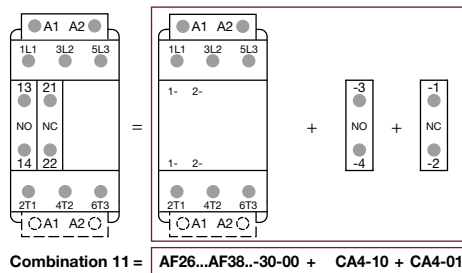 A1 A2 A1 A2
1L1 3L2 5L3 1L1 3L2 5L3
13 21 1- 2- -3 -1
NO NC = + NO + NC
14 22 1- 2- -4 -2
2T1 4T2 6T3 2T1 4T2 6T3
A1 A2 A1 A2
Combination 11 = AF26...AF38..-30-00 + CA4-10 + CA4-01